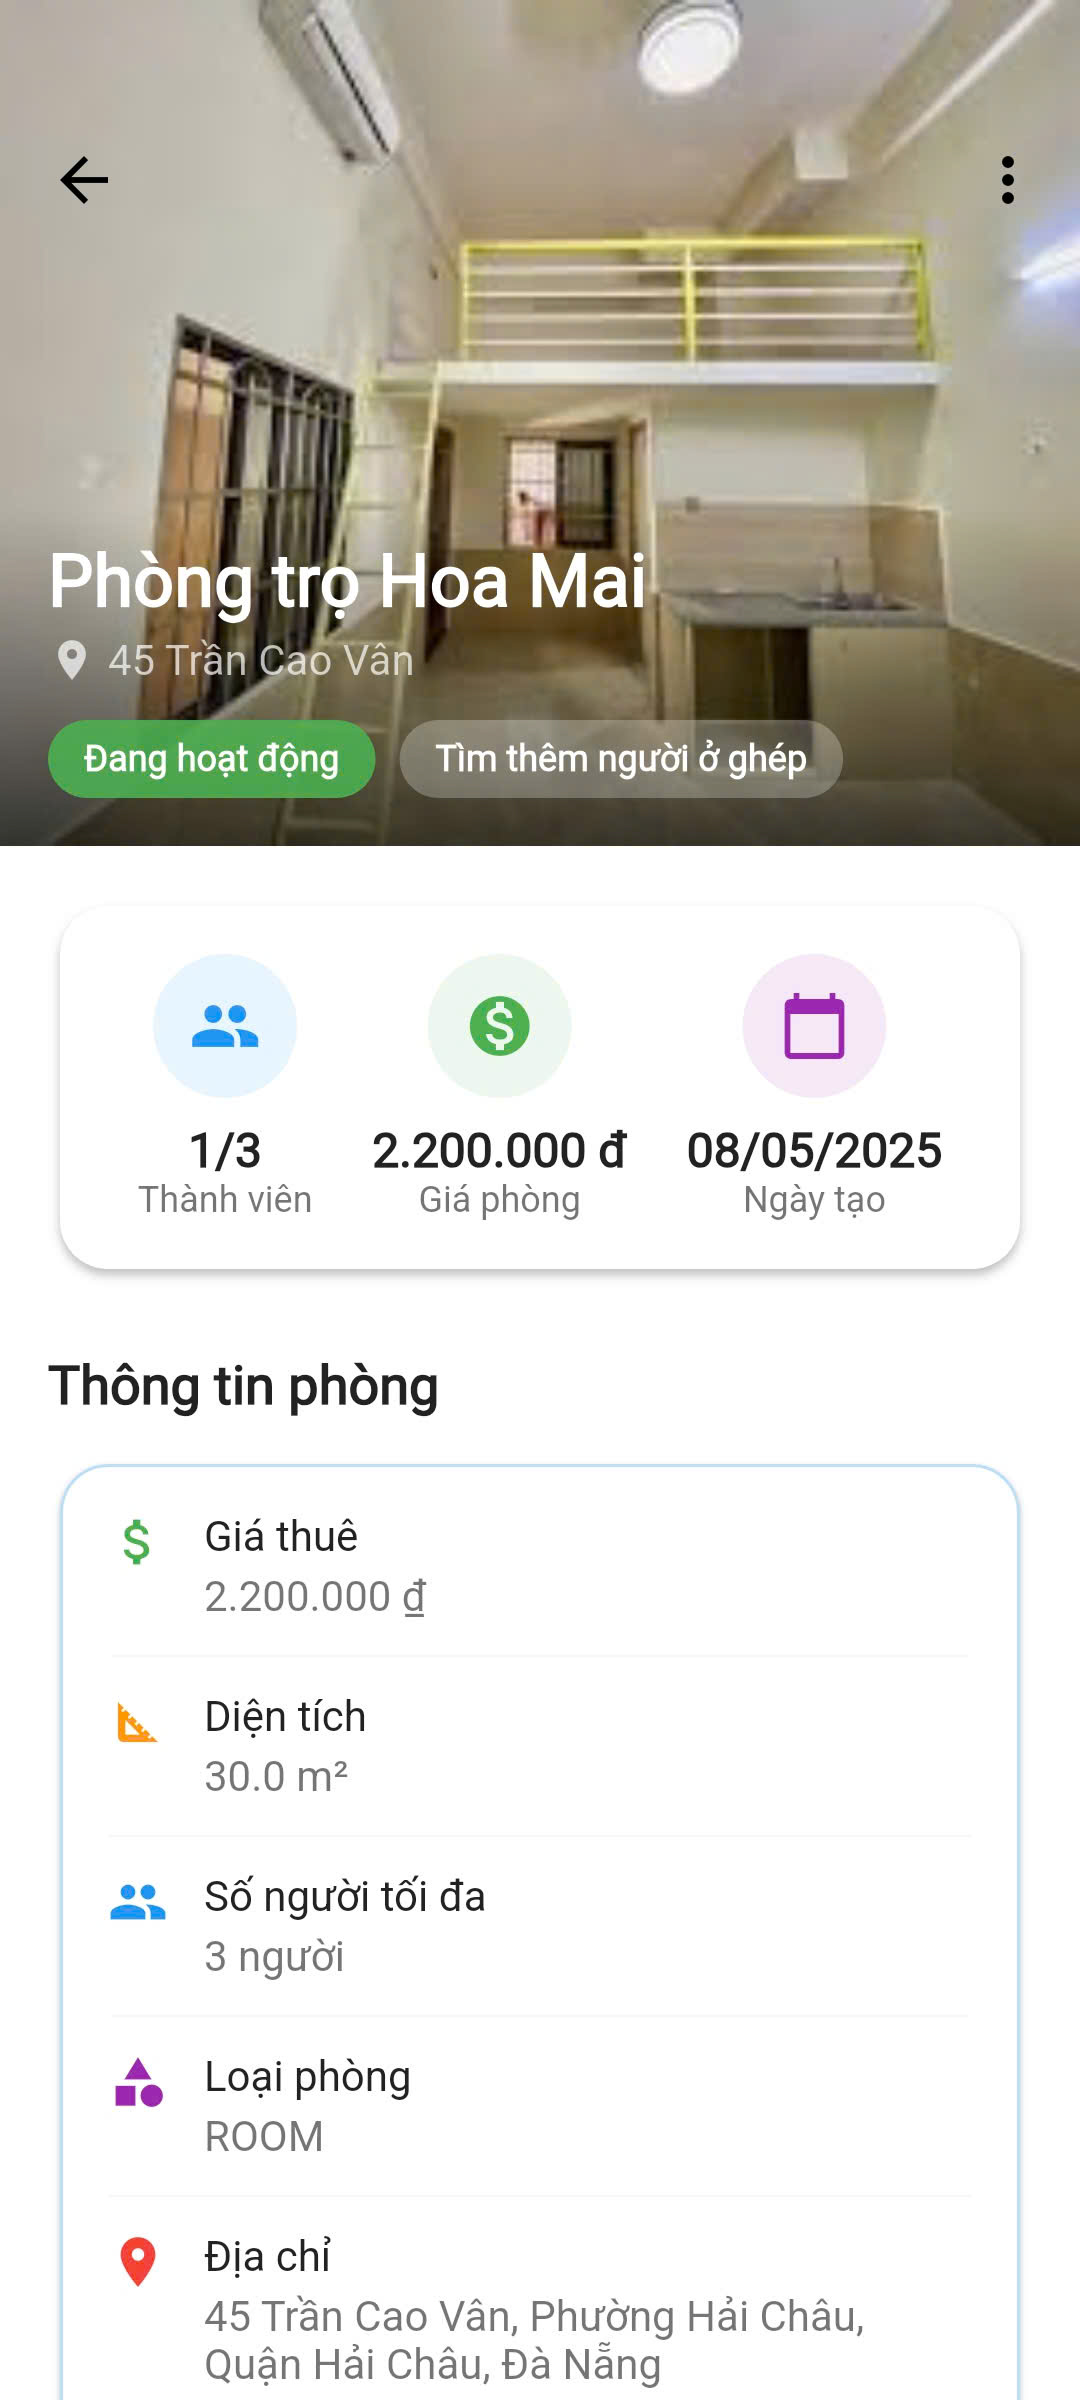 Phòng trọ Hoa Mai
45 Trần Cao Vân
Đang hoạt động
Tìm thêm người ở ghép
1/3
Thành viên
2.200.000 đ
Giá phòng
08/05/2025
Ngày tạo
Thông tin phòng
Giá thuê
2.200.000 ₫
Diện tích
30.0 m²
Số người tối đa
3 người
Loại phòng
ROOM
Địa chỉ
45 Trần Cao Vân, Phường Hải Châu,
Quận Hải Châu, Đà Nẵng